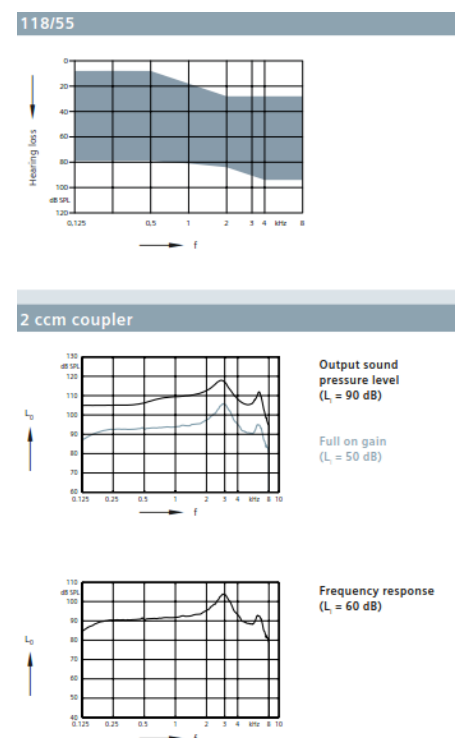 118/55
0
20
40
60
80
100
dB SPL
120
Hearing loss
0,125 0,5 1 2 3 4 kHz 8
f
2 ccm coupler
130
dB SPL
120
110
100
90
80
70
60
L0
0.125 0.25 0.5 1 2 3 4 kHz 8 10
f
Output sound
pressure level
(Li = 90 dB)
Full on gain
(Li = 50 dB)
110
dB SPL
100
90
80
70
60
50
40
L0
0.125 0.25 0.5 1 2 3 4 kHz 8 10
f
Frequency response
(Li = 60 dB)